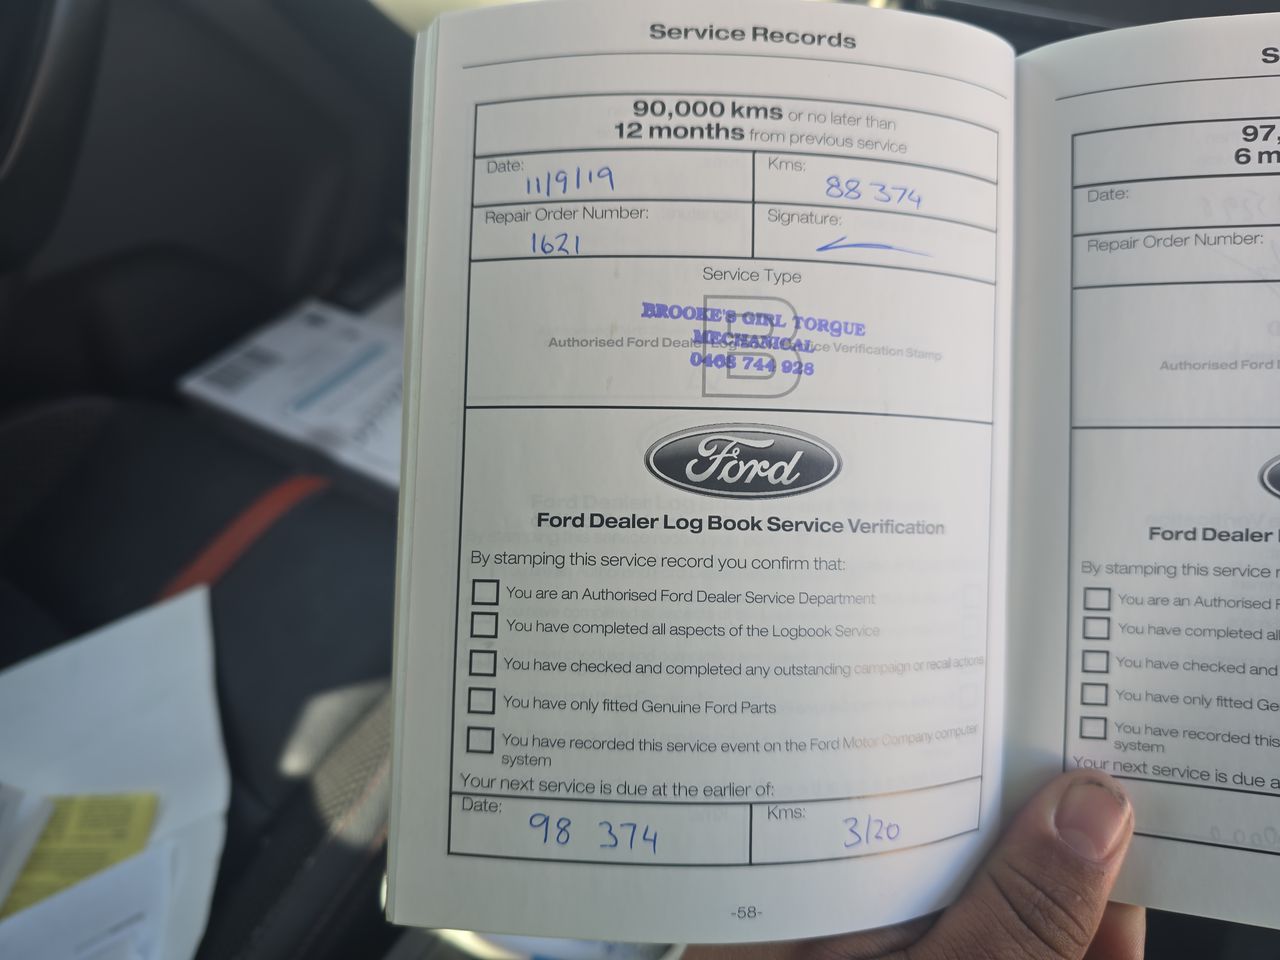 Service Records
90,000 kms or no later than
12 months from previous service
Date:
11/9/19
Kms:
88 374
Repair Order Number:
1621
Signature:
Service Type
B
BROOKE'S GIRL TORQUE
MECHANICAL
0468 744 928
Authorised Ford Dealer Log Book Service Verification Stamp
Ford
Ford Dealer Log Book Service Verification
By stamping this service record you confirm that:
You are an Authorised Ford Dealer Service Department
You have completed all aspects of the Logbook Service
You have checked and completed any outstanding campaign or recall actions
You have only fitted Genuine Ford Parts
You have recorded this service event on the Ford Motor Company computer
system
Your next service is due at the earlier of:
Date:
98 374
Kms:
3/20
-58-
S
97,
6 m
Date:
Repair Order Number:
Authorised Ford
Ford Dealer
By stamping this service
You are an Authorised
You have completed all
You have checked and
You have only fitted Ge
You have recorded this
system
Your next service is due a